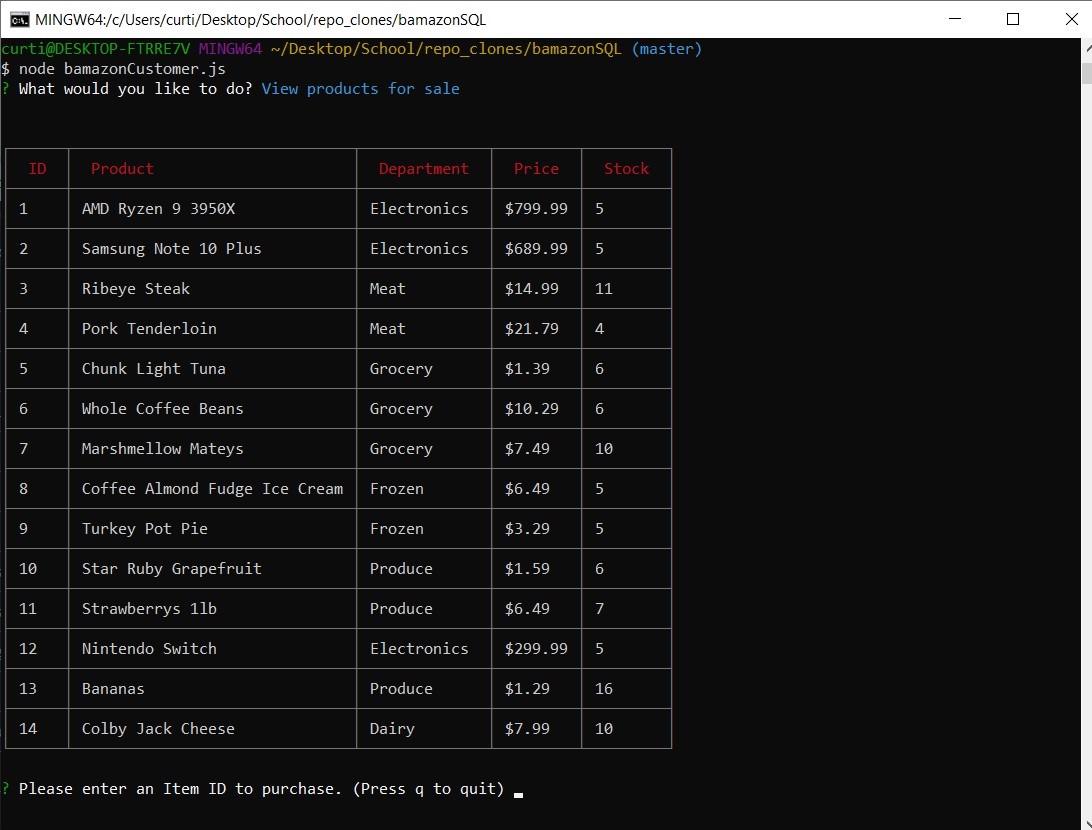 MINGW64:/c/Users/curti/Desktop/School/repo_clones/bamazonSQL
curti@DESKTOP-FTRRE7V MINGW64 ~/Desktop/School/repo_clones/bamazonSQL (master)
$ node bamazonCustomer.js
? What would you like to do? View products for sale
ID Product Department Price Stock
1 AMD Ryzen 9 3950X Electronics $799.99 5
2 Samsung Note 10 Plus Electronics $689.99 5
3 Ribeye Steak Meat $14.99 11
4 Pork Tenderloin Meat $21.79 4
5 Chunk Light Tuna Grocery $1.39 6
6 Whole Coffee Beans Grocery $10.29 6
7 Marshmellow Mateys Grocery $7.49 10
8 Coffee Almond Fudge Ice Cream Frozen $6.49 5
9 Turkey Pot Pie Frozen $3.29 5
10 Star Ruby Grapefruit Produce $1.59 6
11 Strawberrys 1lb Produce $6.49 7
12 Nintendo Switch Electronics $299.99 5
13 Bananas Produce $1.29 16
14 Colby Jack Cheese Dairy $7.99 10
? Please enter an Item ID to purchase. (Press q to quit)